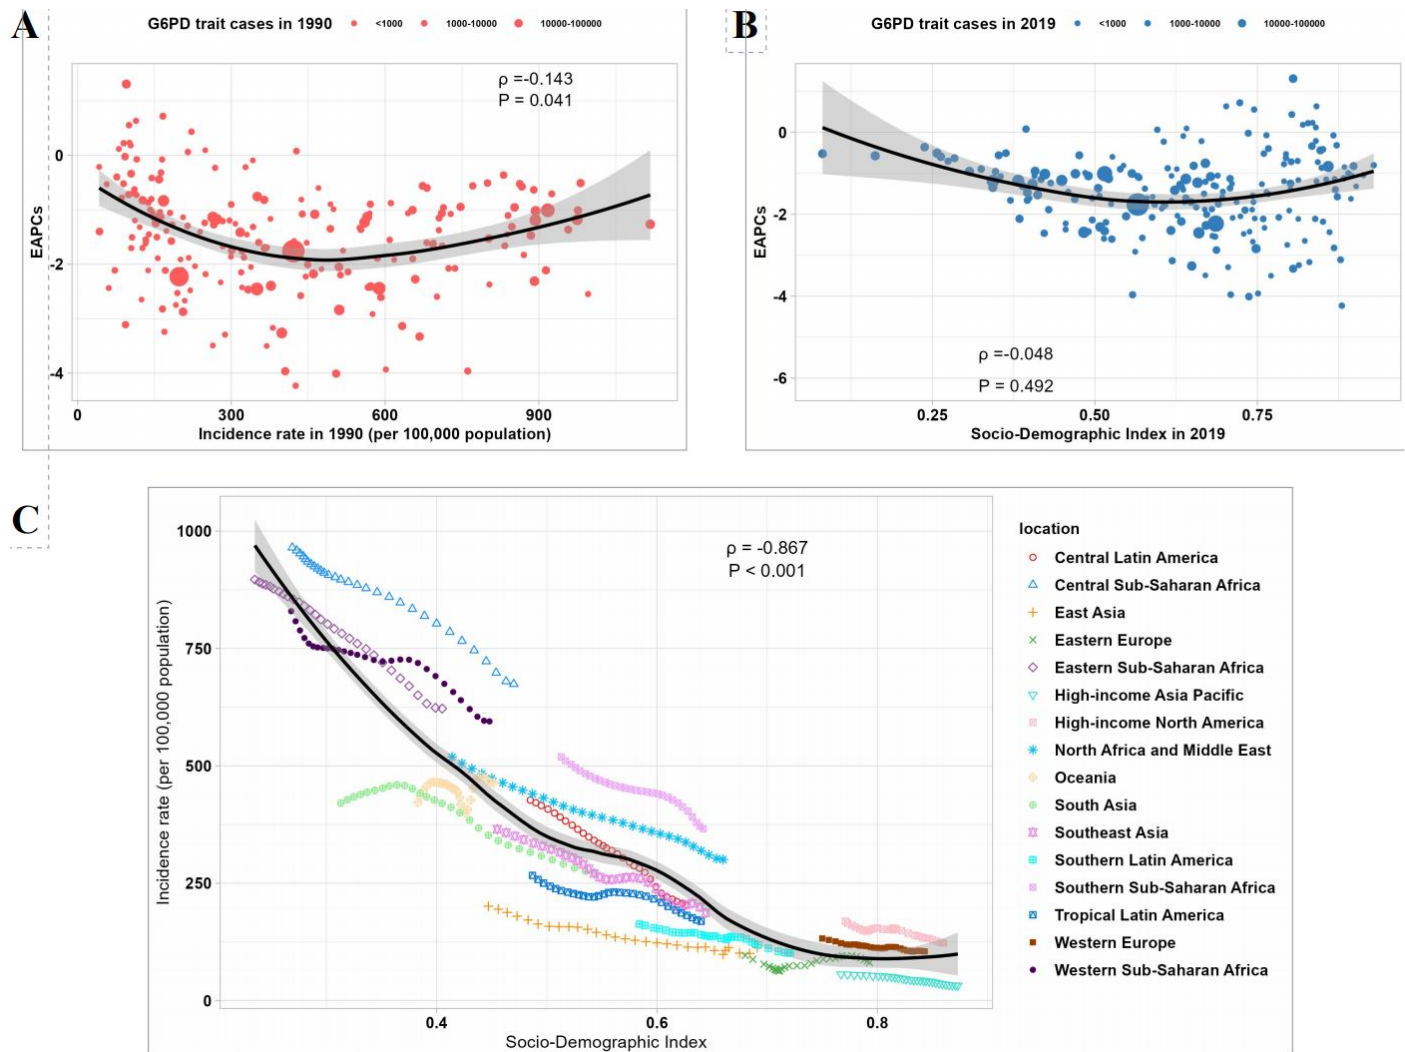 A
G6PD trait cases in 1990 <1000 1000-10000 10000-100000
ρ =-0.143
P = 0.041
EAPCs
0
-2
-4
0 300 600 900
Incidence rate in 1990 (per 100,000 population)
B
G6PD trait cases in 2019 <1000 1000-10000 10000-100000
EAPCs
0
-2
-4
-6
ρ =-0.048
P = 0.492
0.25 0.50 0.75
Socio-Demographic Index in 2019
C
ρ = -0.867
P < 0.001
Incidence rate (per 100,000 population)
1000
750
500
250
0
0.4 0.6 0.8
Socio-Demographic Index
location
Central Latin America
Central Sub-Saharan Africa
East Asia
Eastern Europe
Eastern Sub-Saharan Africa
High-income Asia Pacific
High-income North America
North Africa and Middle East
Oceania
South Asia
Southeast Asia
Southern Latin America
Southern Sub-Saharan Africa
Tropical Latin America
Western Europe
Western Sub-Saharan Africa